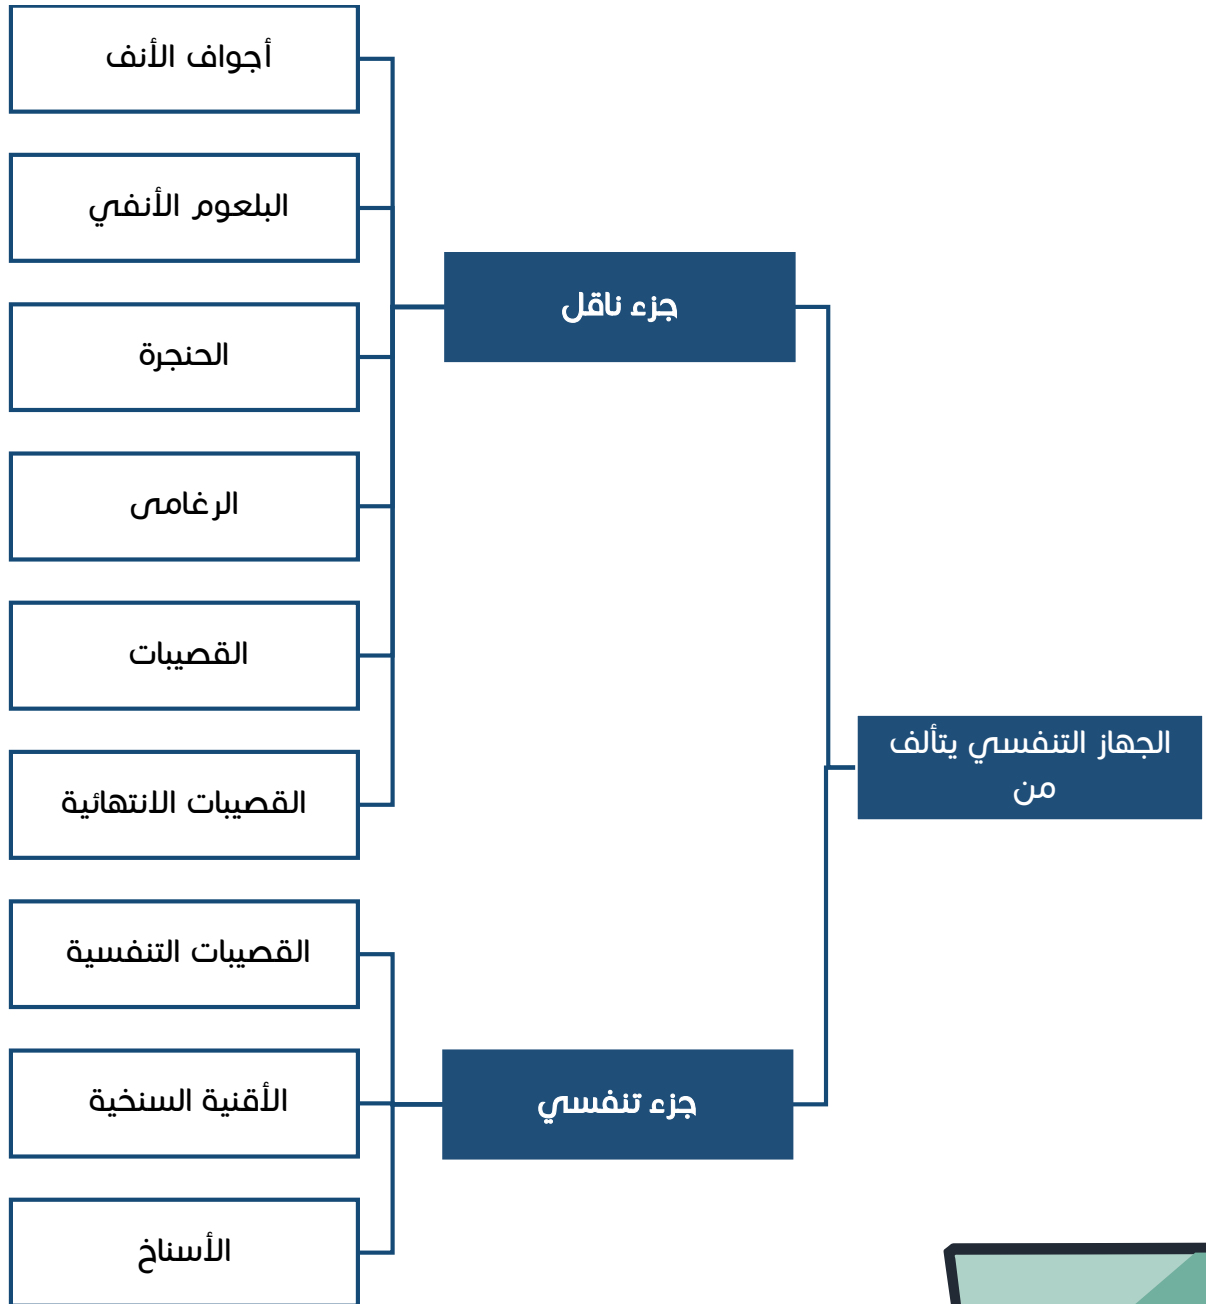 الجهاز التنفسي يتألف
من
جزء ناقل
أجواف الأنف
البلعوم الأنفي
الحنجرة
الرغامى
القصيبات
القصيبات الانتهائية
جزء تنفسي
القصيبات التنفسية
الأقنية السنخية
الأسناخ